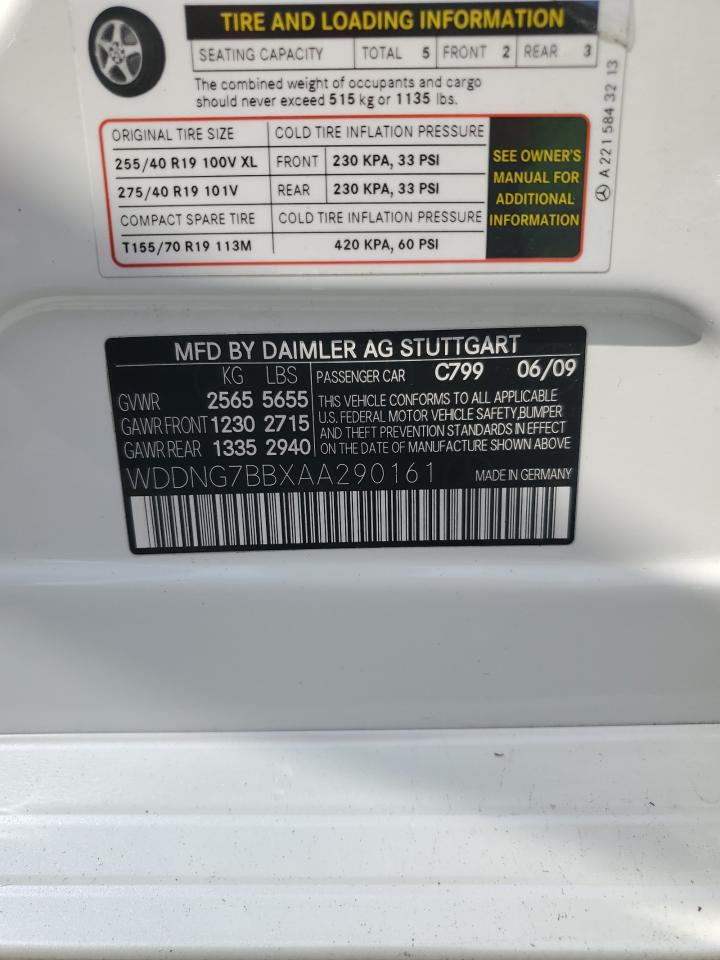 TIRE AND LOADING INFORMATION
SEATING CAPACITY TOTAL 5 FRONT 2 REAR 3
The combined weight of occupants and cargo
should never exceed 515 kg or 1135 lbs.
ORIGINAL TIRE SIZE COLD TIRE INFLATION PRESSURE
255/40 R19 100V XL FRONT 230 KPA, 33 PSI
275/40 R19 101V REAR 230 KPA, 33 PSI
COMPACT SPARE TIRE COLD TIRE INFLATION PRESSURE
T155/70 R19 113M 420 KPA, 60 PSI
SEE OWNER'S
MANUAL FOR
ADDITIONAL
INFORMATION
A 221 584 32 13
MFD BY DAIMLER AG STUTTGART
KG LBS PASSENGER CAR C799 06/09
GVWR 2565 5655
GAWR FRONT 1230 2715
GAWR REAR 1335 2940
THIS VEHICLE CONFORMS TO ALL APPLICABLE
U.S. FEDERAL MOTOR VEHICLE SAFETY,BUMPER
AND THEFT PREVENTION STANDARDS IN EFFECT
ON THE DATE OF MANUFACTURE SHOWN ABOVE
WDDNG7BBXAA290161 MADE IN GERMANY